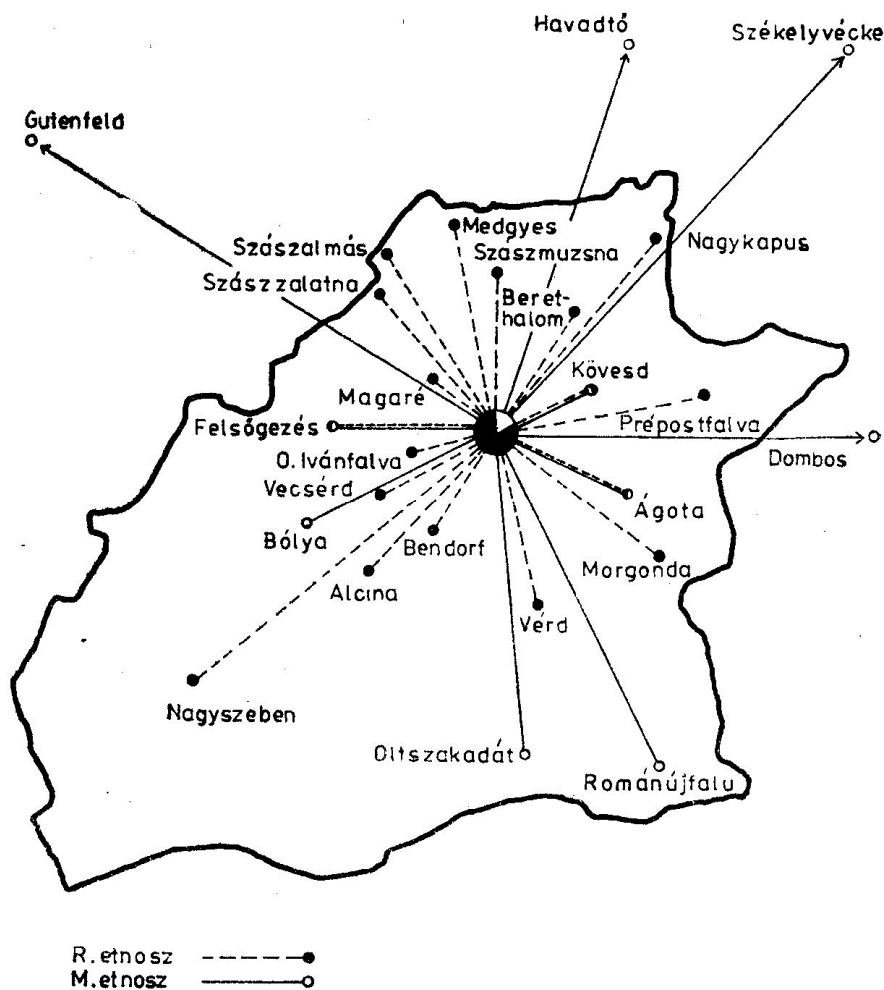 Havadtó
Székelyvécke
Gutenfeld
Medgyes
Szászalmás
Szászmuzsna
Nagykapus
Szászzalatna
Beret-
halom
Kövesd
Magaré
Prépostfalva
Felsőgezés
O. Ivánfalva
Dombos
Vecsérd
Ágota
Bólya
Bendorf
Morgonda
Alcina
Vérd
Nagyszeben
Oltszakadát
Románújfalu
R. etnosz
M. etnosz